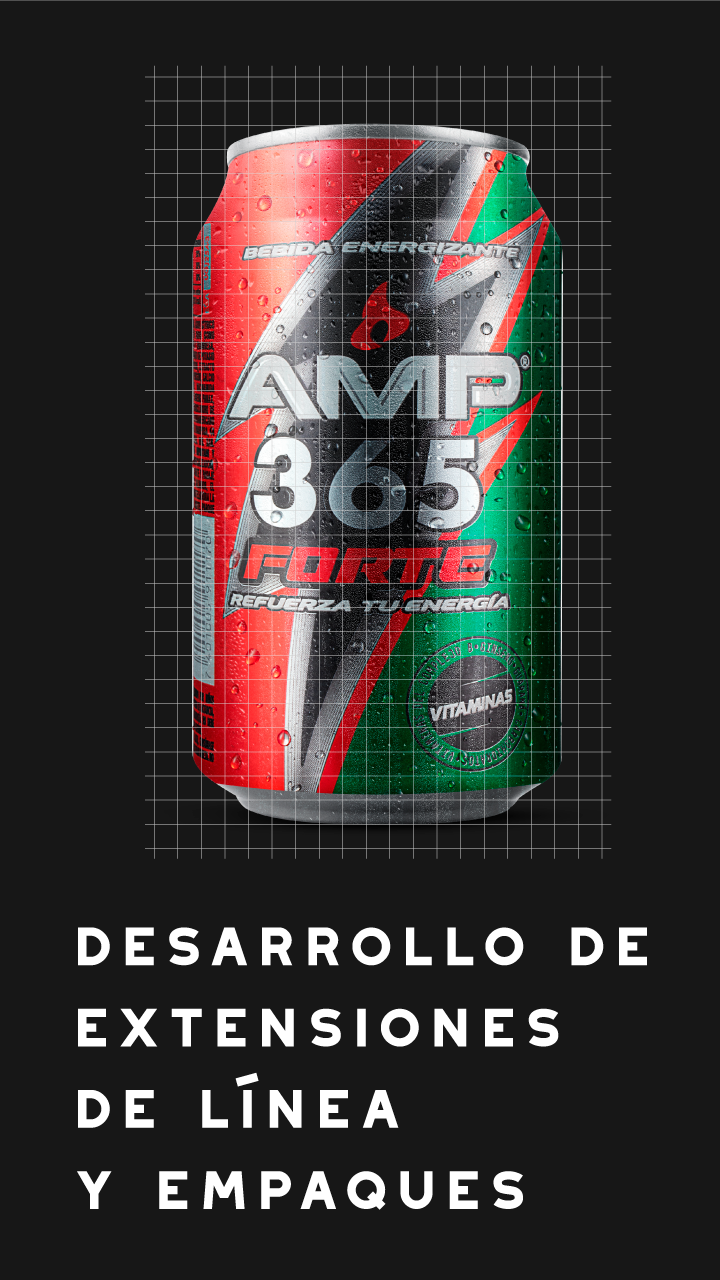 BEBIDA ENERGIZANTE
AMP®
365
FORTE
REFUERZA TU ENERGÍA
VITAMINAS
DESARROLLO DE
EXTENSIONES
DE LÍNEA
Y EMPAQUES